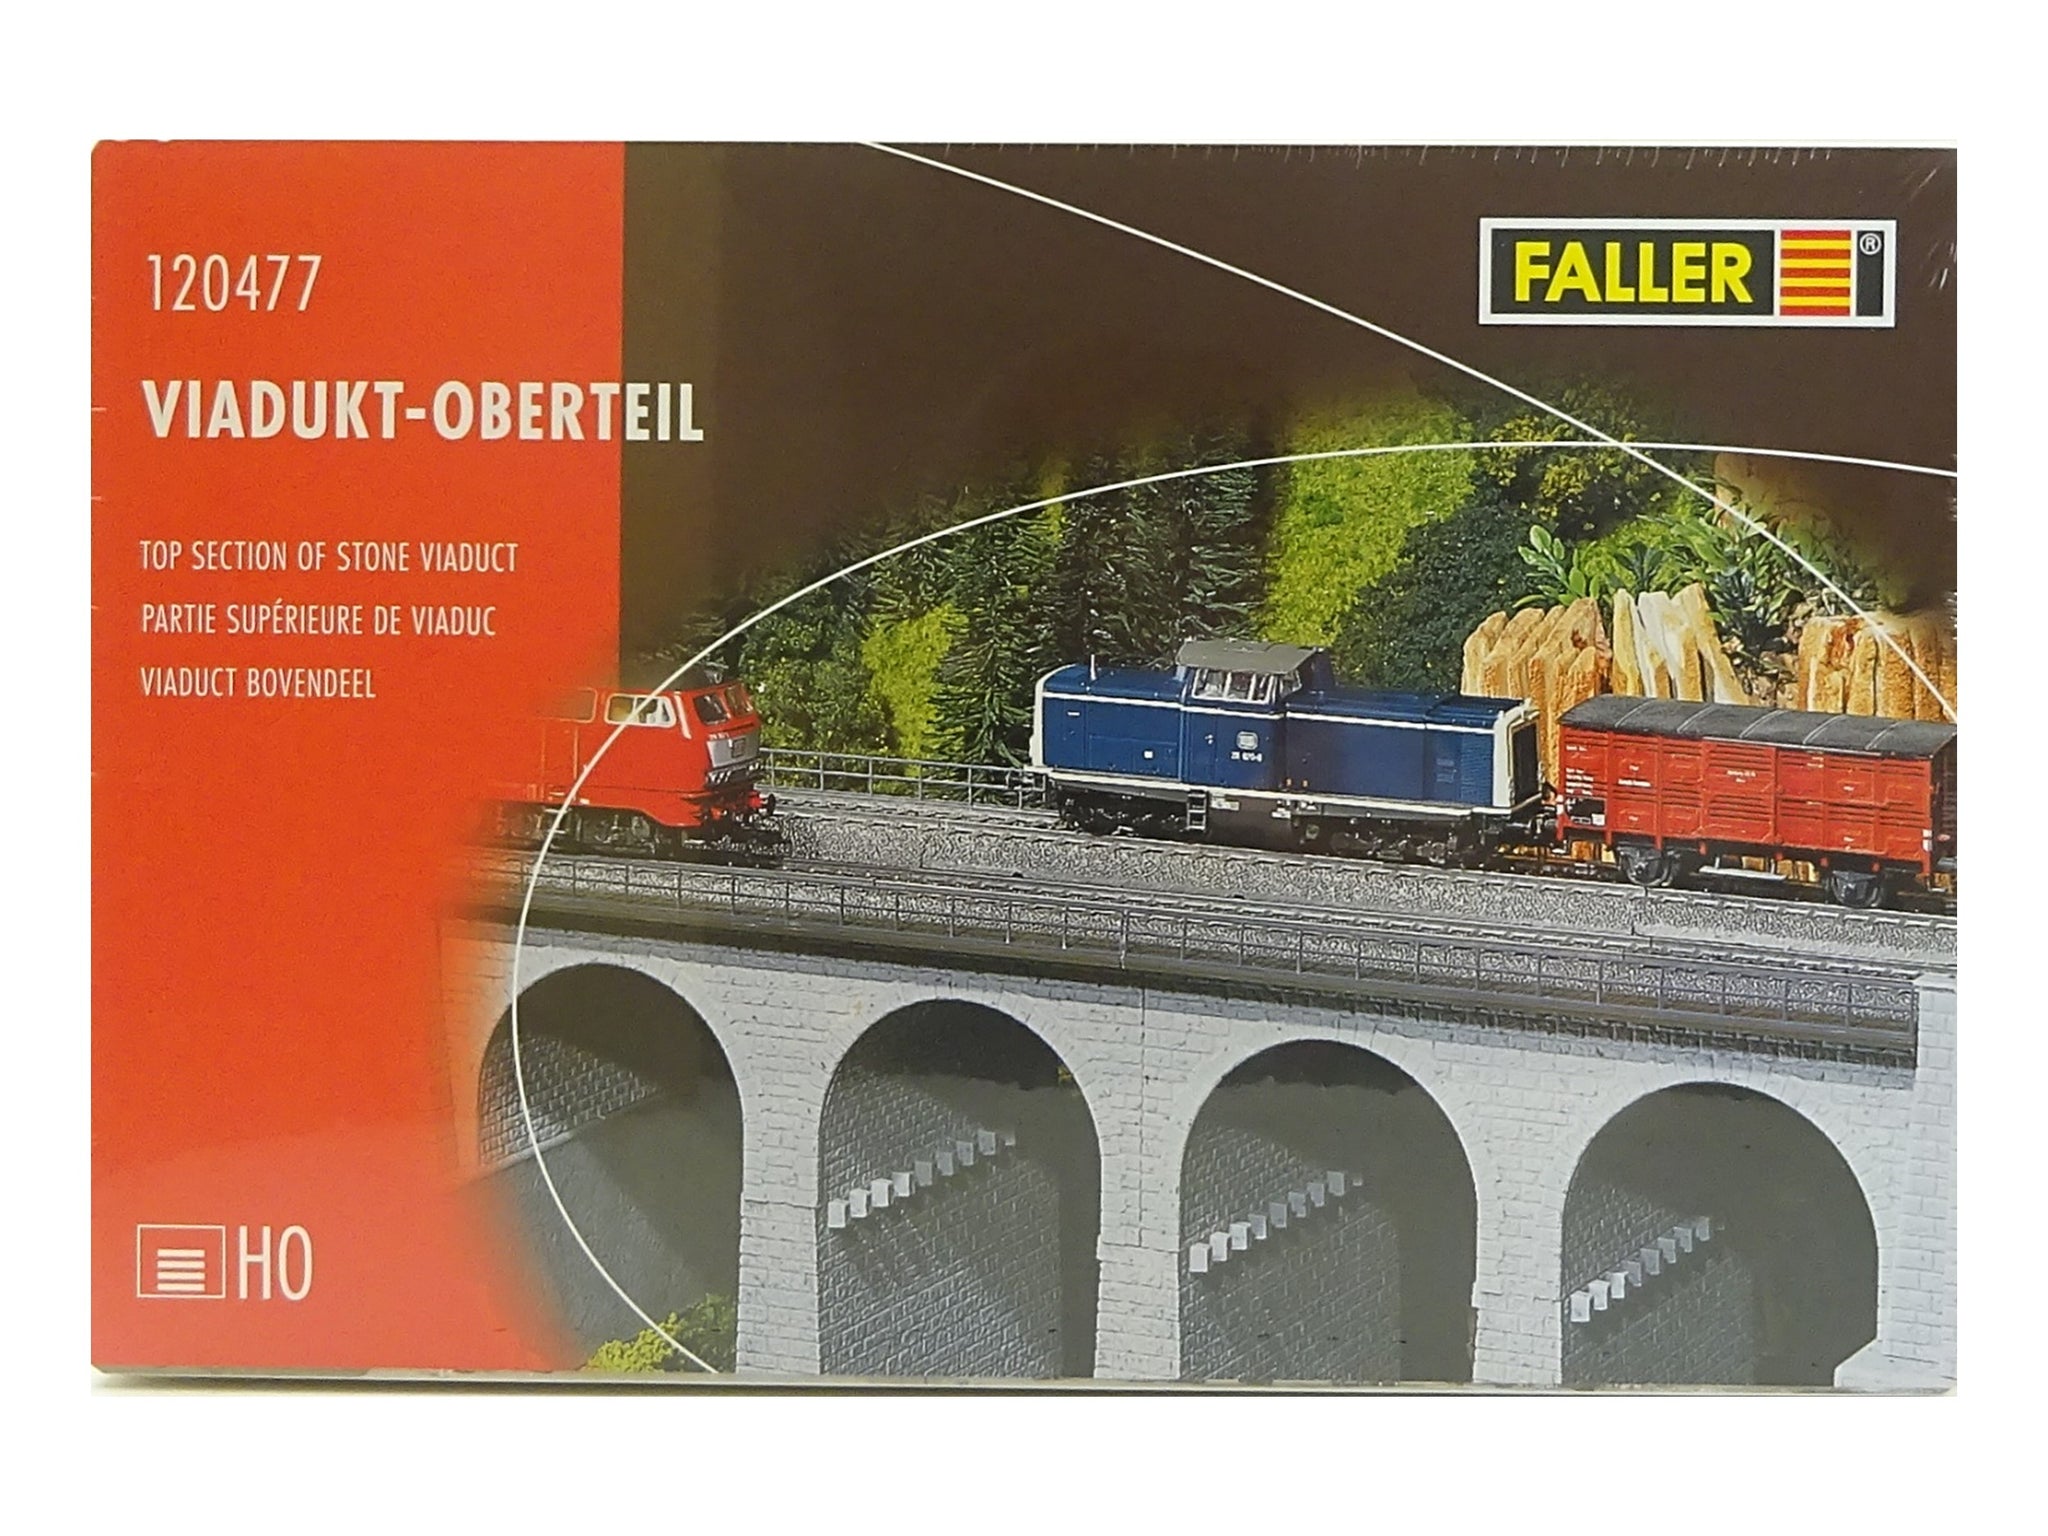 120477
FALLER ®
VIADUKT-OBERTEIL
TOP SECTION OF STONE VIADUCT
PARTIE SUPÉRIEURE DE VIADUC
VIADUCT BOVENDEEL
HO